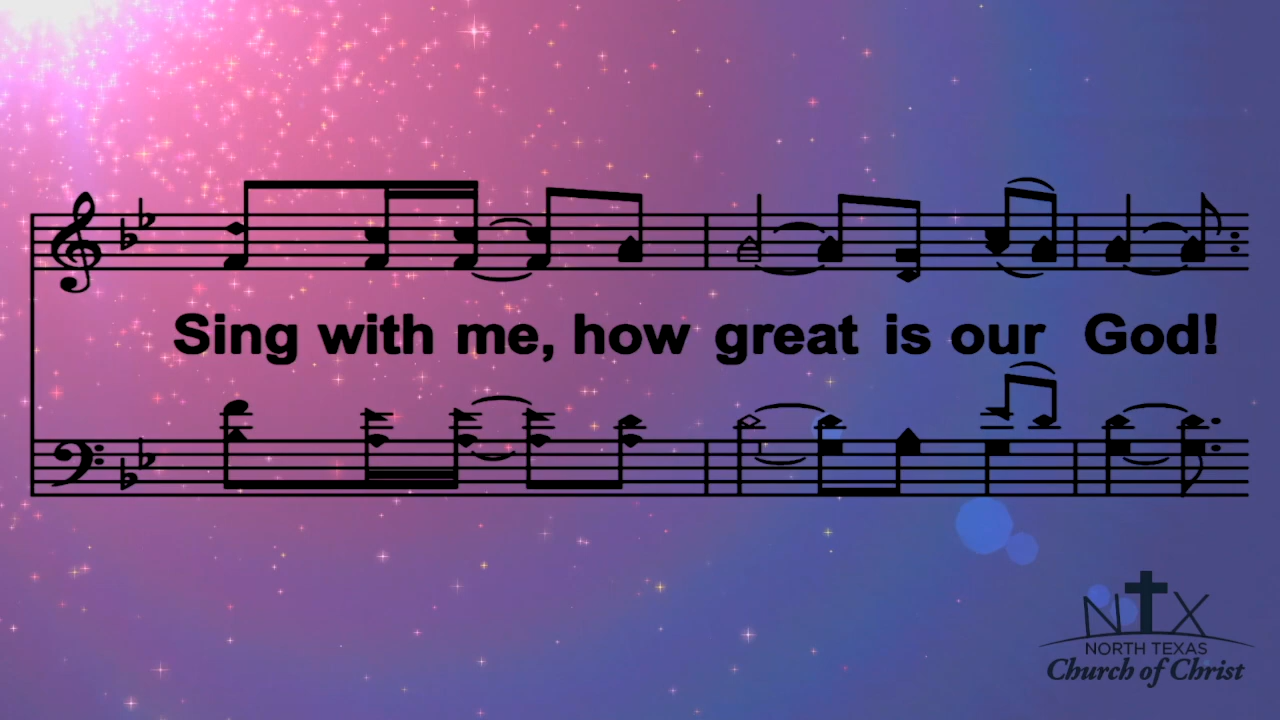 Sing with me, how great is our God!
NTX
NORTH TEXAS
Church of Christ